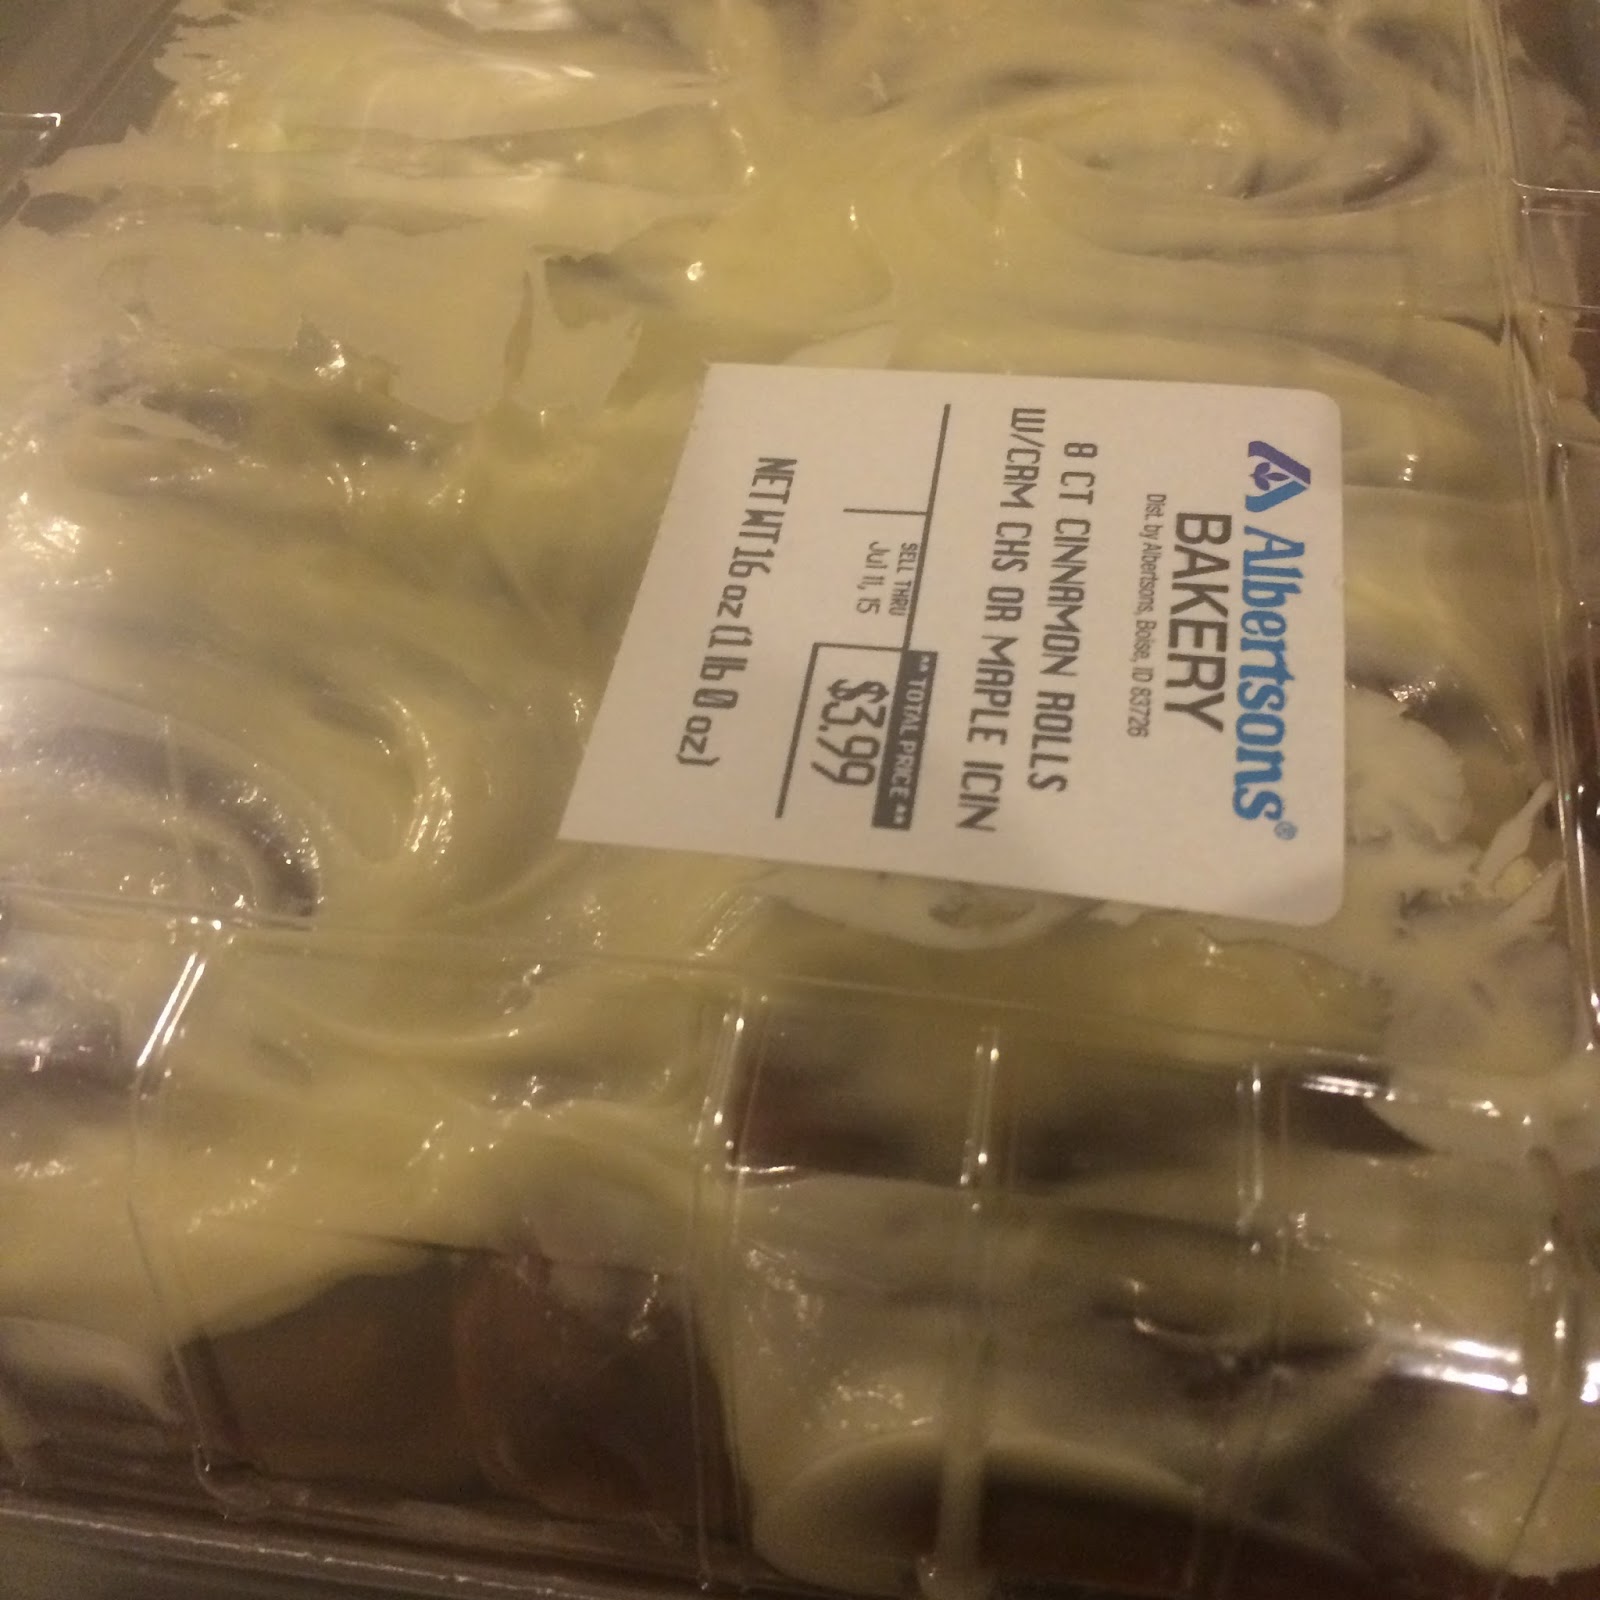 Albertsons®
BAKERY
Dist. by Albertsons, Boise, ID 83726
8 CT CINNAMON ROLLS
W/CRM CHS OR MAPLE ICIN
SELL THRU
Jul 11, 15
** TOTAL PRICE **
$3.99
NET WT 16 oz (1 lb 0 oz)